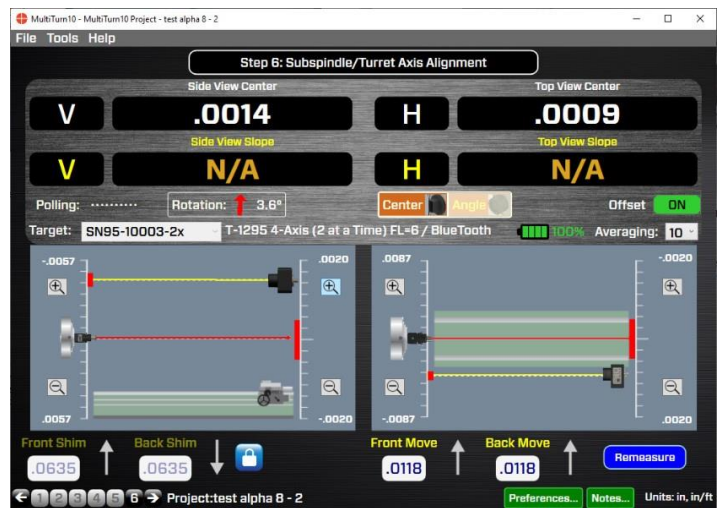 MultiTurn10 - MultiTurn10 Project - test alpha 8 - 2
File Tools Help
Step 6: Subspindle/Turret Axis Alignment
Side View Center Top View Center
V .0014 H .0009
Side View Slope Top View Slope
V N/A H N/A
Polling: .......... Rotation: 3.6° Center Angle Offset ON
Target: SN95-10003-2x T-1295 4-Axis (2 at a Time) FL-6 / BlueTooth 100% Averaging: 10
-.0057 .0020 .0087 -.0020
.0057 -.0020 -.0087 .0020
Front Shim Back Shim Front Move Back Move
.0635 .0635 .0118 .0118 Remeasure
1 2 3 4 5 6 Project:test alpha 8 - 2 Preferences... Notes... Units: in, in/ft